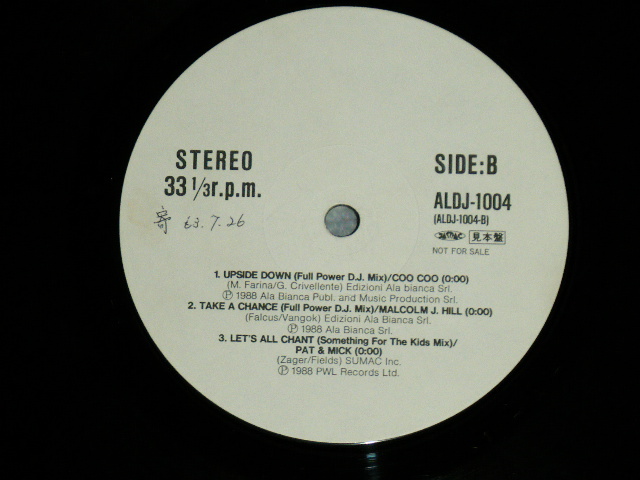 STEREO
33 1/3 r.p.m.
寄 63.7.26
SIDE:B
ALDJ-1004
(ALDJ-1004-B)
見本盤
NOT FOR SALE
1. UPSIDE DOWN (Full Power D.J. Mix)/COO COO (0:00)
(M. Farina/G. Crivellente) Edizioni Ala bianca Srl.
Ⓟ 1988 Ala Bianca Publ. and Music Production Srl.
2. TAKE A CHANCE (Full Power D.J. Mix)/MALCOLM J. HILL (0:00)
(Falcus/Vangok) Edizioni Ala Bianca Srl.
Ⓟ 1988 Ala Bianca Srl.
3. LET'S ALL CHANT (Something For The Kids Mix)/
PAT & MICK (0:00)
(Zager/Fields) SUMAC Inc.
Ⓟ 1988 PWL Records Ltd.